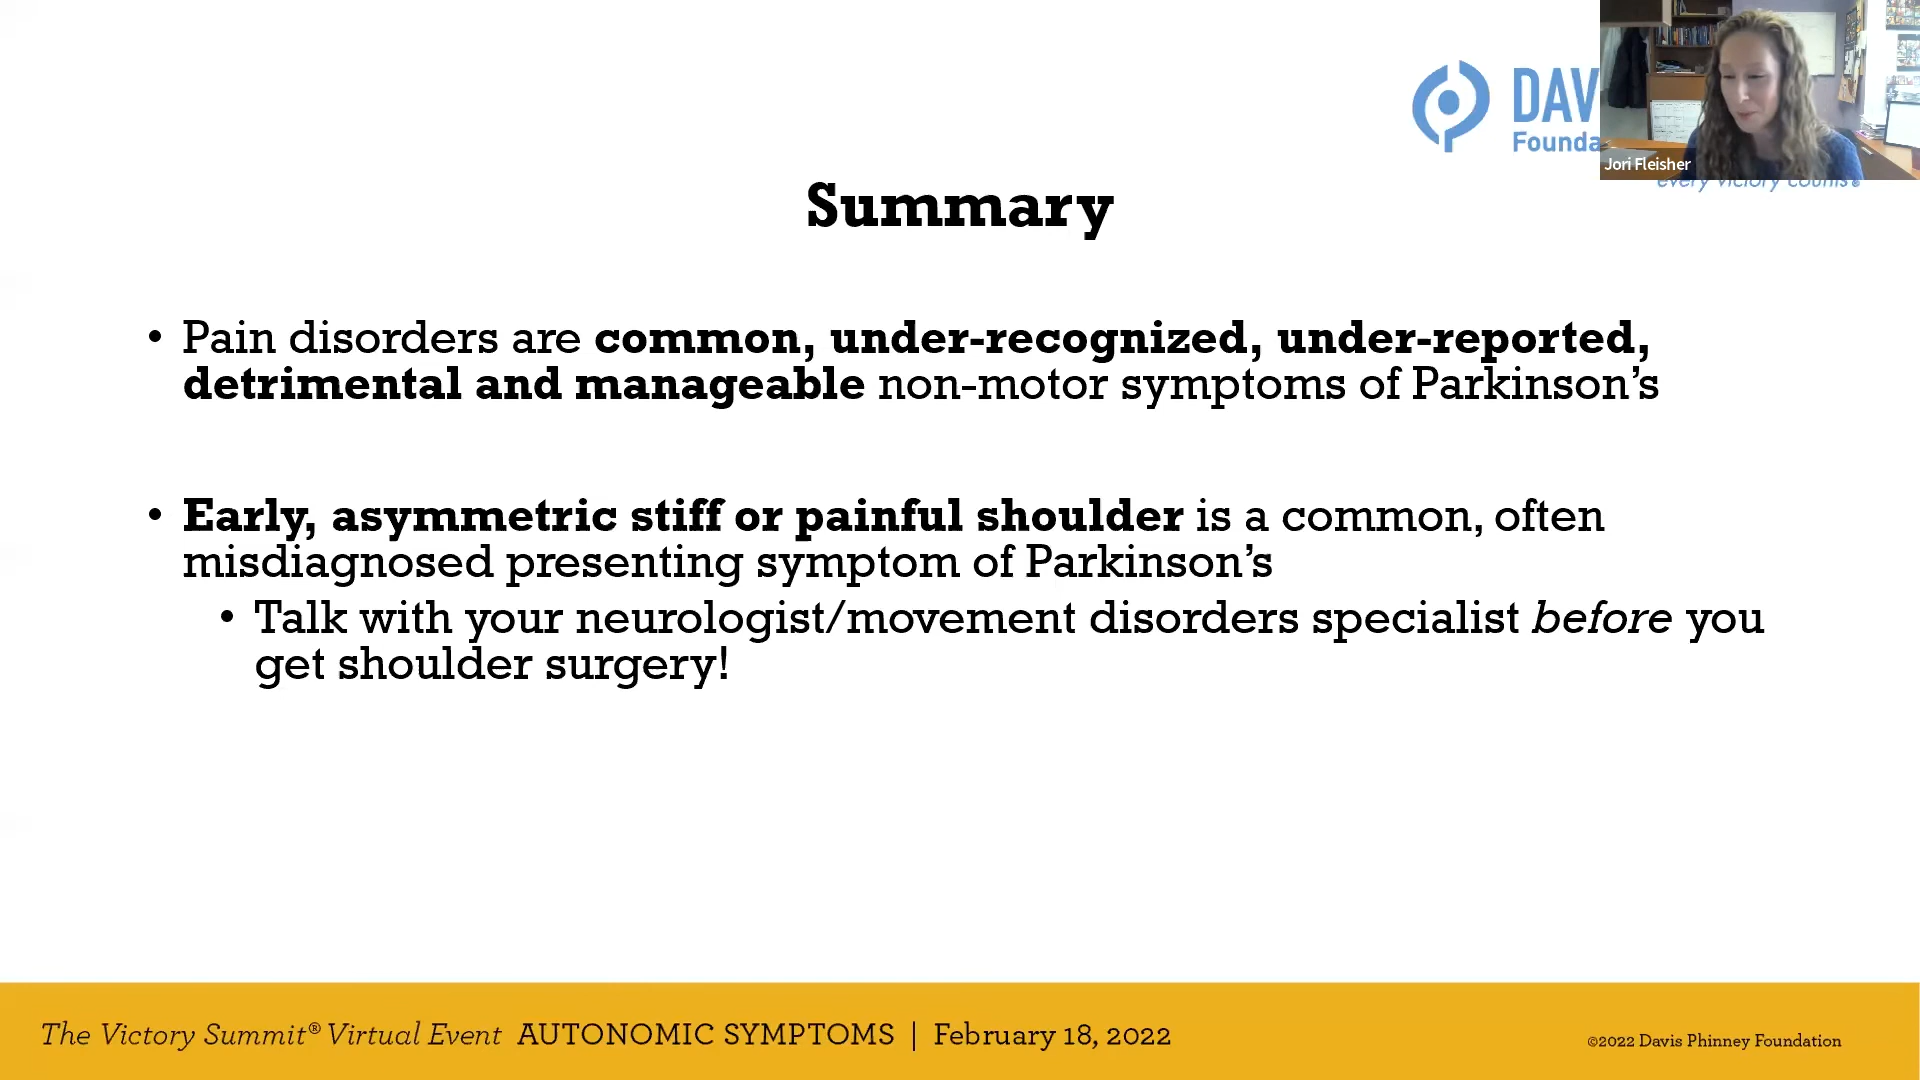 DAV
Founda
Jori Fleisher
every victory counts®
Summary
• Pain disorders are common, under-recognized, under-reported,
detrimental and manageable non-motor symptoms of Parkinson’s
• Early, asymmetric stiff or painful shoulder is a common, often
misdiagnosed presenting symptom of Parkinson’s
• Talk with your neurologist/movement disorders specialist before you
get shoulder surgery!
The Victory Summit® Virtual Event AUTONOMIC SYMPTOMS | February 18, 2022
©2022 Davis Phinney Foundation